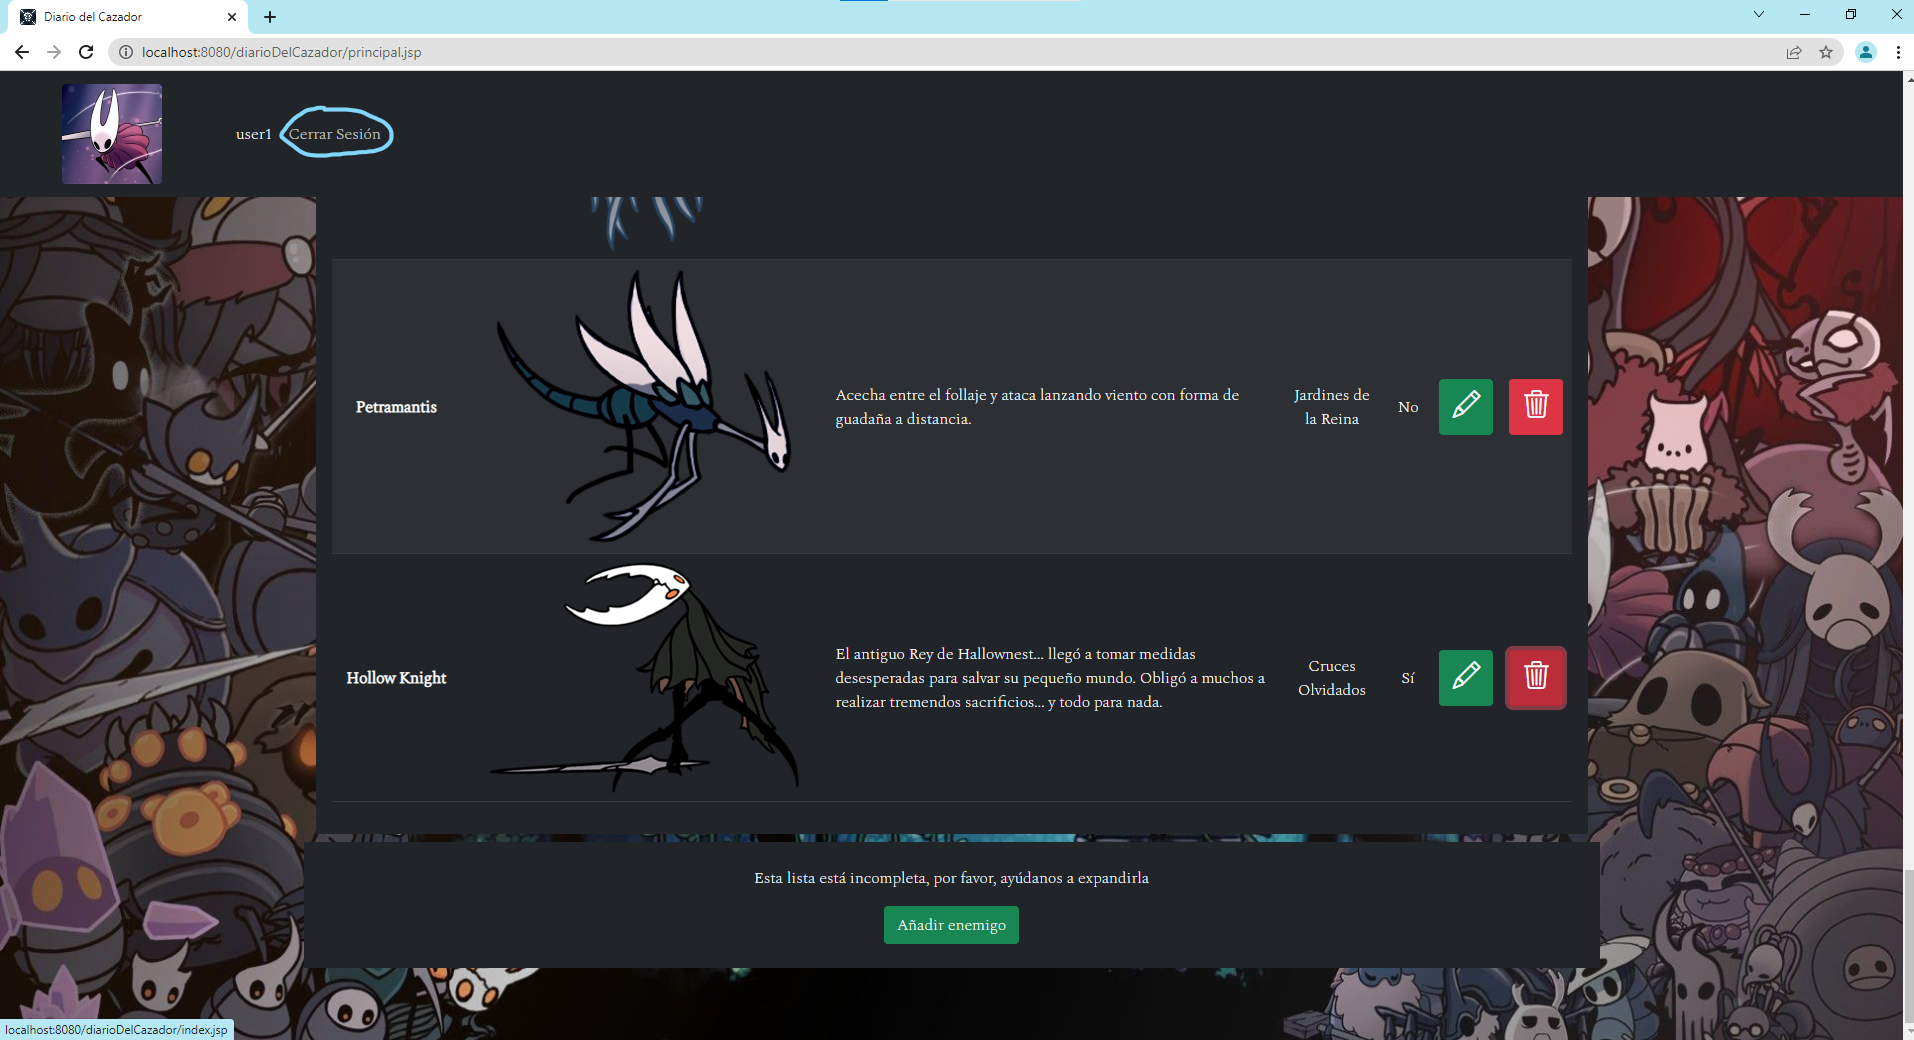 Diario del Cazador
localhost:8080/diarioDelCazador/principal.jsp
user1 Cerrar Sesión
Petramantis
Acecha entre el follaje y ataca lanzando viento con forma de
guadaña a distancia.
Jardines de
la Reina
No
Hollow Knight
El antiguo Rey de Hallownest... llegó a tomar medidas
desesperadas para salvar su pequeño mundo. Obligó a muchos a
realizar tremendos sacrificios... y todo para nada.
Cruces
Olvidados
Sí
Esta lista está incompleta, por favor, ayúdanos a expandirla
Añadir enemigo
localhost:8080/diarioDelCazador/index.jsp